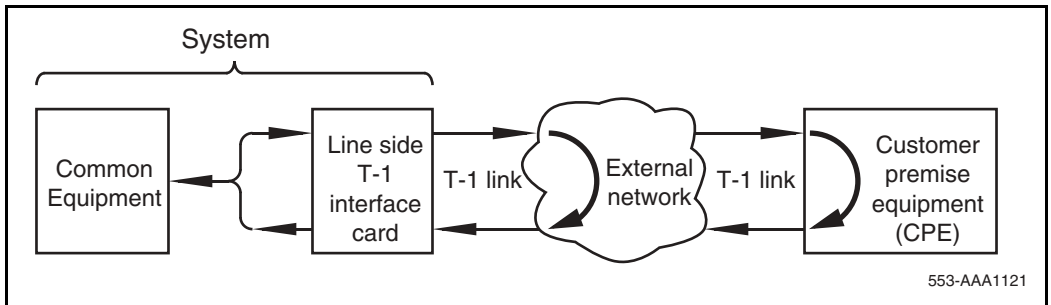 System
Common
Equipment
Line side
T-1
interface
card
T-1 link
External
network
T-1 link
Customer
premise
equipment
(CPE)
553-AAA1121